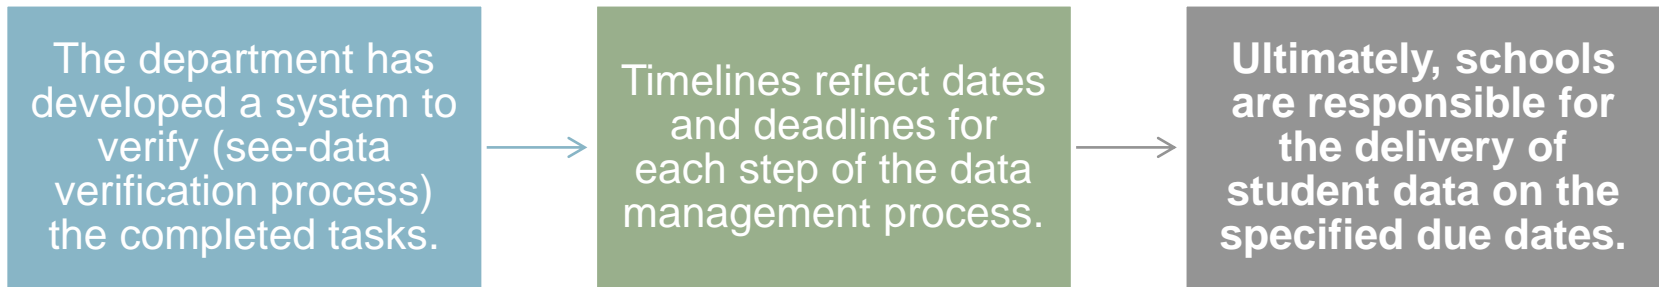 The department has
developed a system to
verify (see-data
verification process)
the completed tasks.
Timelines reflect dates
and deadlines for
each step of the data
management process.
Ultimately, schools
are responsible for
the delivery of
student data on the
specified due dates.